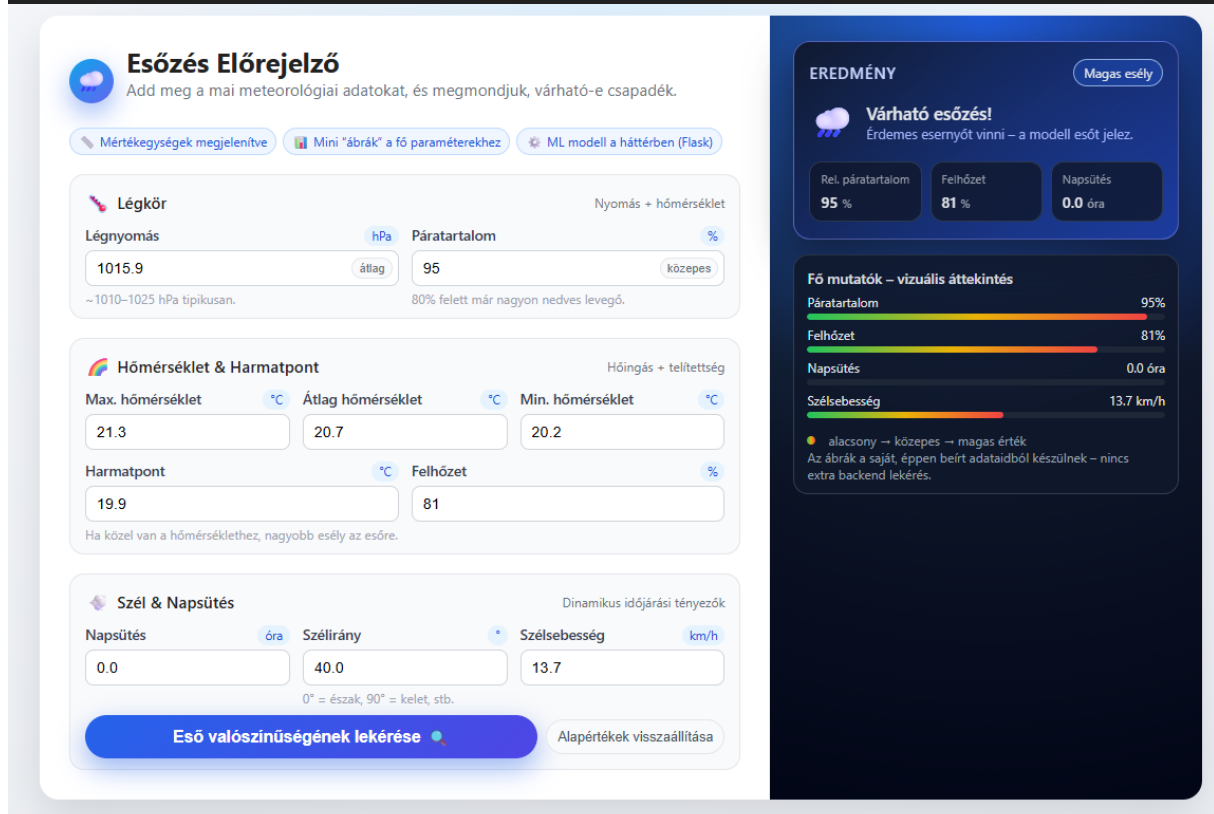 Esőzés Előrejelző
Add meg a mai meteorológiai adatokat, és megmondjuk, várható-e csapadék.
Mértékegységek megjelenítve
Mini "ábrák" a fő paraméterekhez
ML modell a háttérben (Flask)
Légkör
Nyomás + hőmérséklet
Légnyomás hPa
1015.9 átlag
~1010–1025 hPa tipikusan.
Páratartalom %
95 közepes
80% felett már nagyon nedves levegő.
Hőmérséklet & Harmatpont
Hőingás + telítettség
Max. hőmérséklet °C
21.3
Átlag hőmérséklet °C
20.7
Min. hőmérséklet °C
20.2
Harmatpont °C
19.9
Ha közel van a hőmérséklethez, nagyobb esély az esőre.
Felhőzet %
81
Szél & Napsütés
Dinamikus időjárási tényezők
Napsütés óra
0.0
Szélirány °
40.0
0° = észak, 90° = kelet, stb.
Szélsebesség km/h
13.7
Eső valószínűségének lekérése
Alapértékek visszaállítása
EREDMÉNY
Magas esély
Várható esőzés!
Érdemes esernyőt vinni – a modell esőt jelez.
Rel. páratartalom
95 %
Felhőzet
81 %
Napsütés
0.0 óra
Fő mutatók – vizuális áttekintés
Páratartalom 95%
Felhőzet 81%
Napsütés 0.0 óra
Szélsebesség 13.7 km/h
alacsony → közepes → magas érték
Az ábrák a saját, éppen beírt adataidból készülnek – nincs
extra backend lekérés.